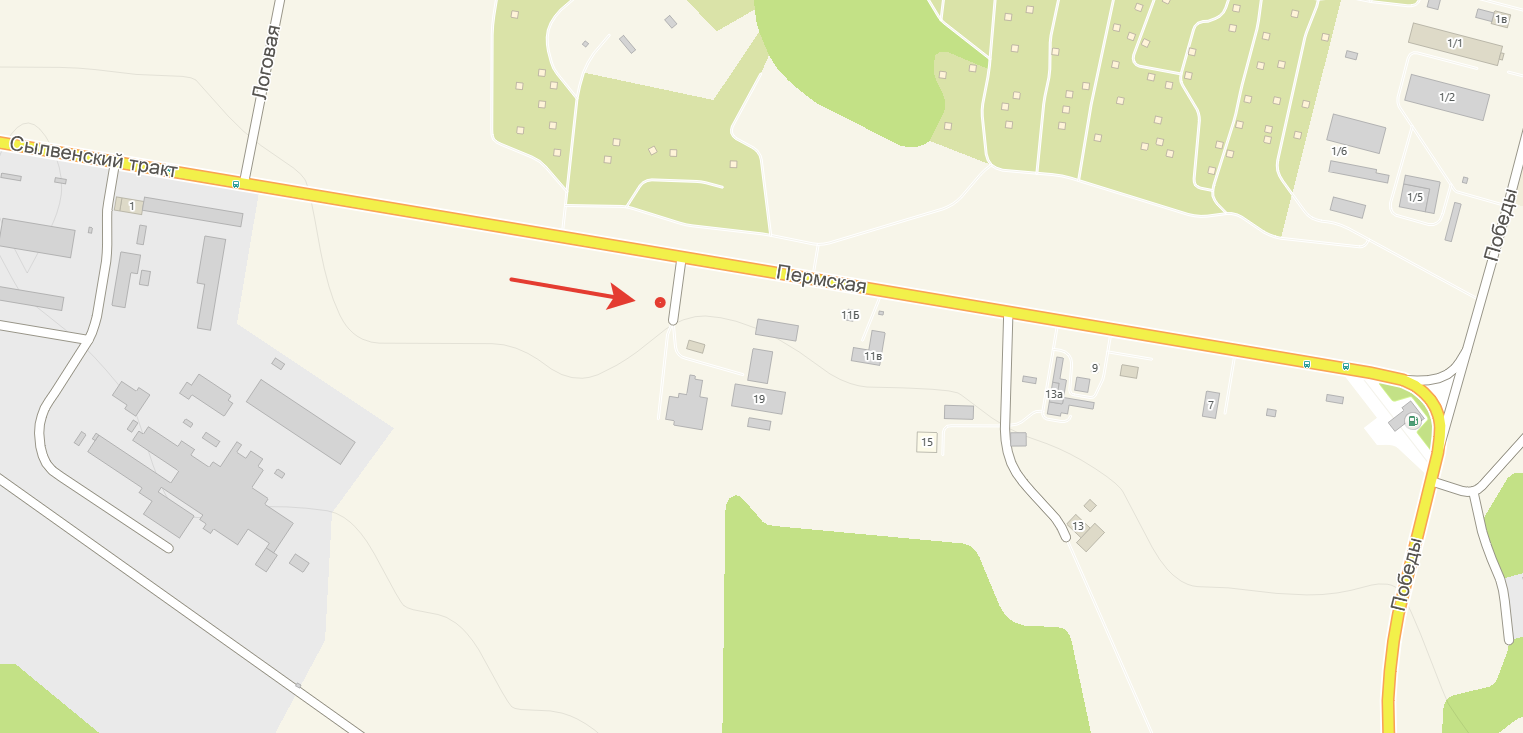 Логовая
1в
1/1
1/2
Сылвенский тракт
1/6
1/5
1
Победы
Пермская
11Б
11в
9
13а
19
7
15
13
Победы